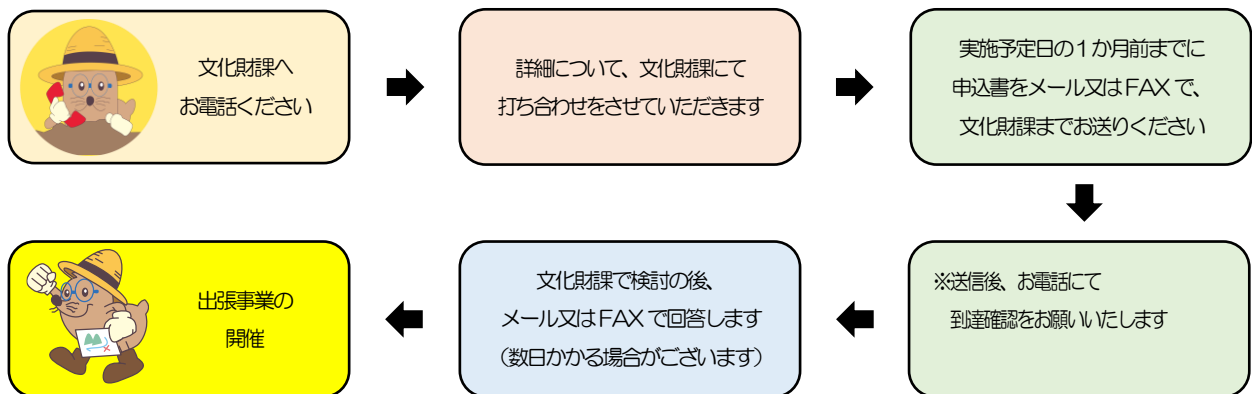 文化財課へ
お電話ください
詳細について、文化財課にて
打ち合わせをさせていただきます
実施予定日の１か月前までに
申込書をメール又はFAXで、
文化財課までお送りください
※送信後、お電話にて
到達確認をお願いいたします
文化財課で検討の後、
メール又はFAXで回答します
（数日かかる場合がございます）
出張事業の
開催